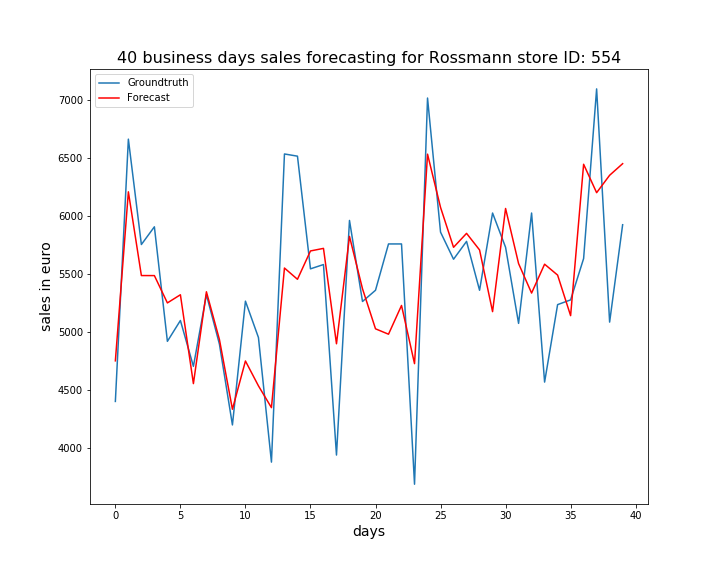 40 business days sales forecasting for Rossmann store ID: 554
Groundtruth
Forecast
7000
6500
6000
5500
5000
4500
4000
sales in euro
0 5 10 15 20 25 30 35 40
days